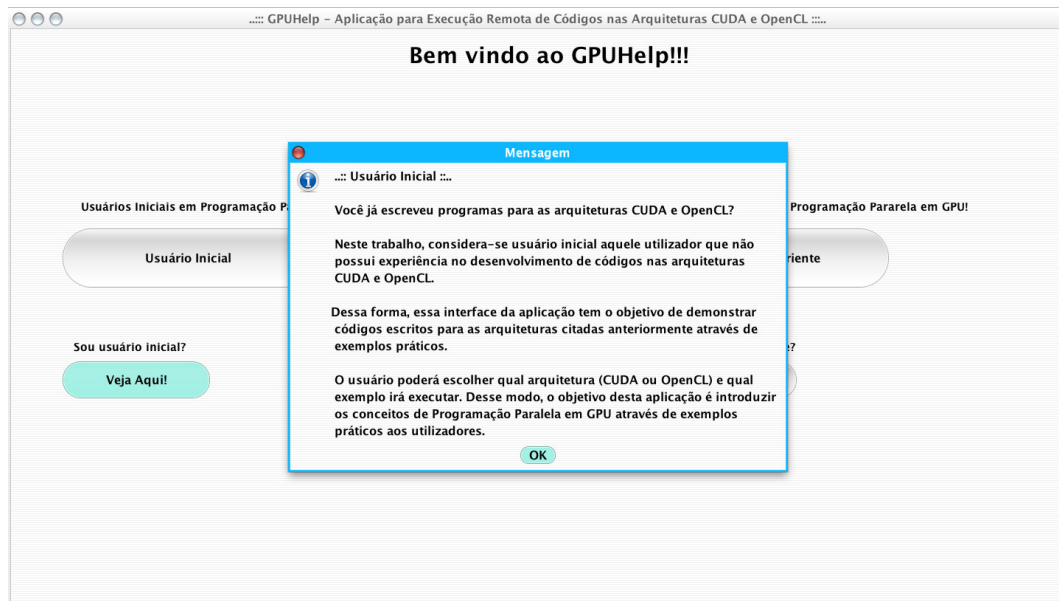 ..::: GPUHelp – Aplicação para Execução Remota de Códigos nas Arquiteturas CUDA e OpenCL :::..
Bem vindo ao GPUHelp!!!
Mensagem
..:: Usuário Inicial ::..
Você já escreveu programas para as arquiteturas CUDA e OpenCL?
Neste trabalho, considera-se usuário inicial aquele utilizador que não
possui experiência no desenvolvimento de códigos nas arquiteturas
CUDA e OpenCL.
Dessa forma, essa interface da aplicação tem o objetivo de demonstrar
códigos escritos para as arquiteturas citadas anteriormente através de
exemplos práticos.
O usuário poderá escolher qual arquitetura (CUDA ou OpenCL) e qual
exemplo irá executar. Desse modo, o objetivo desta aplicação é introduzir
os conceitos de Programação Paralela em GPU através de exemplos
práticos aos utilizadores.
OK
Usuários Iniciais em Programação
Programação Pararela em GPU!
Usuário Inicial
Sou usuário inicial?
Veja Aqui!